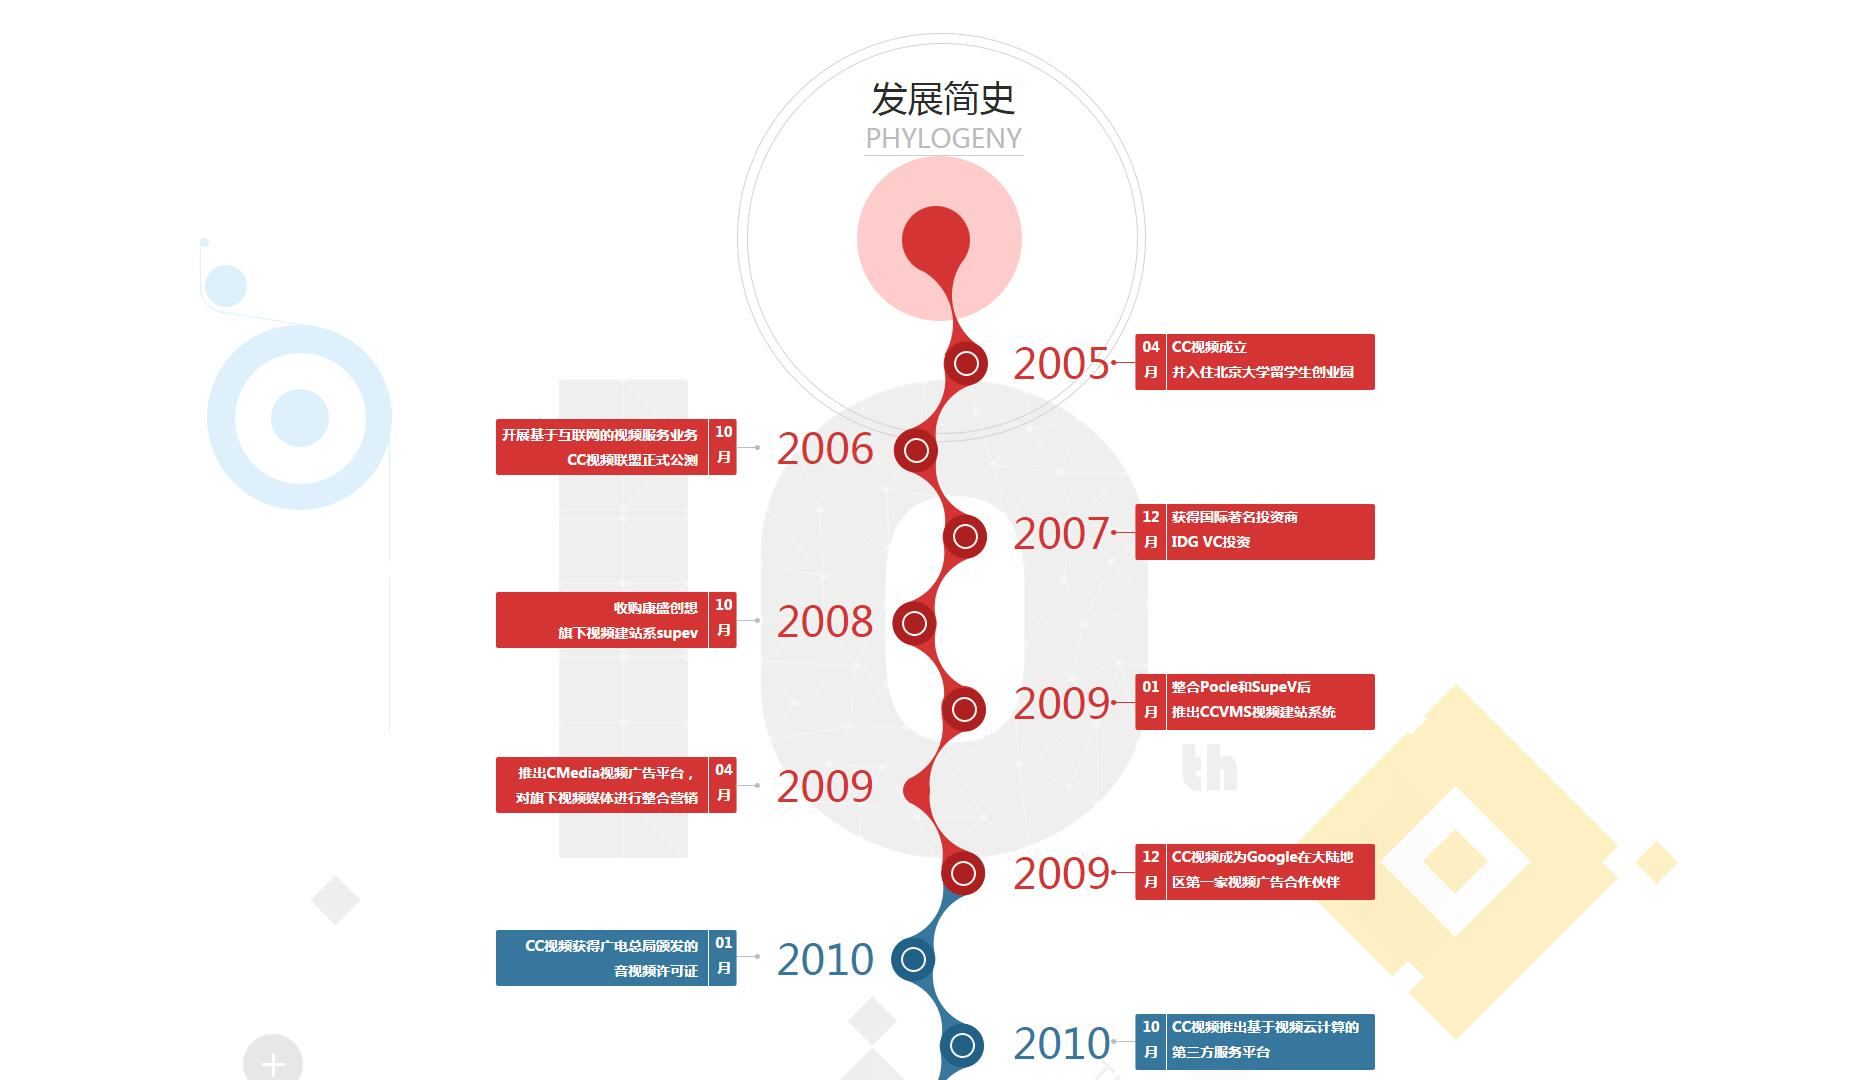 发展简史
PHYLOGENY
2005
04
月
CC视频成立
并入住北京大学留学生创业园
开展基于互联网的视频服务业务
CC视频联盟正式公测
10
月
2006
2007
12
月
获得国际著名投资商
IDG VC投资
收购康盛创想
旗下视频建站系supev
10
月
2008
2009
01
月
整合Pocle和SupeV后
推出CCVMS视频建站系统
10
th
推出CMedia视频广告平台，
对旗下视频媒体进行整合营销
04
月
2009
2009
12
月
CC视频成为Google在大陆地
区第一家视频广告合作伙伴
CC视频获得广电总局颁发的
音视频许可证
01
月
2010
2010
10
月
CC视频推出基于视频云计算的
第三方服务平台